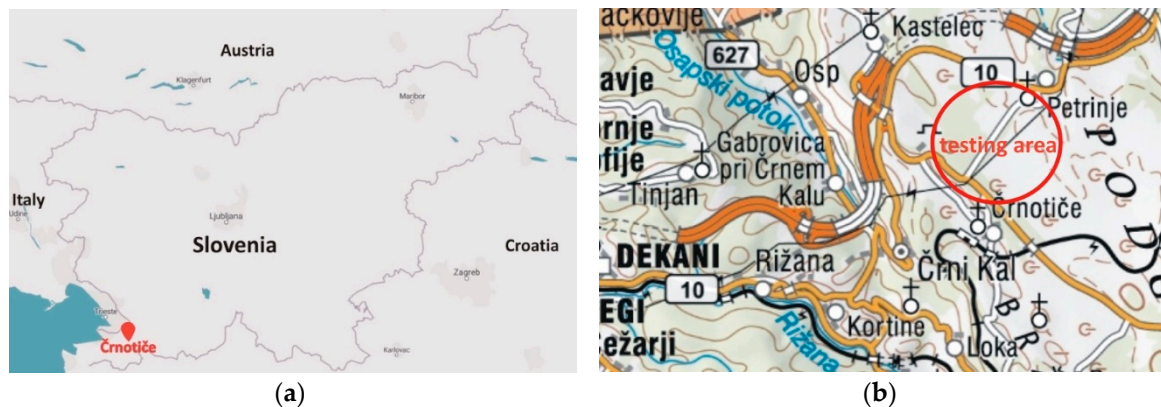 Austria
Klagenfurt
Maribor
Italy
Udine
Ljubljana
Slovenia
Croatia
Zagreb
Trieste
Črnotiče
Karlovac
(a)
ačkovlje
Kastelec
627
Osapski potok
10
avje
Osp
Petrinje
ornje
Gabrovica
testing area
ofije
pri Črnem
Tinjan
Kalu
P
O
D
Črnotiče
DEKANI
Rižana
Črni Kal
10
B
R
EGI
Kortine
ežarji
Rižana
Loka
(b)